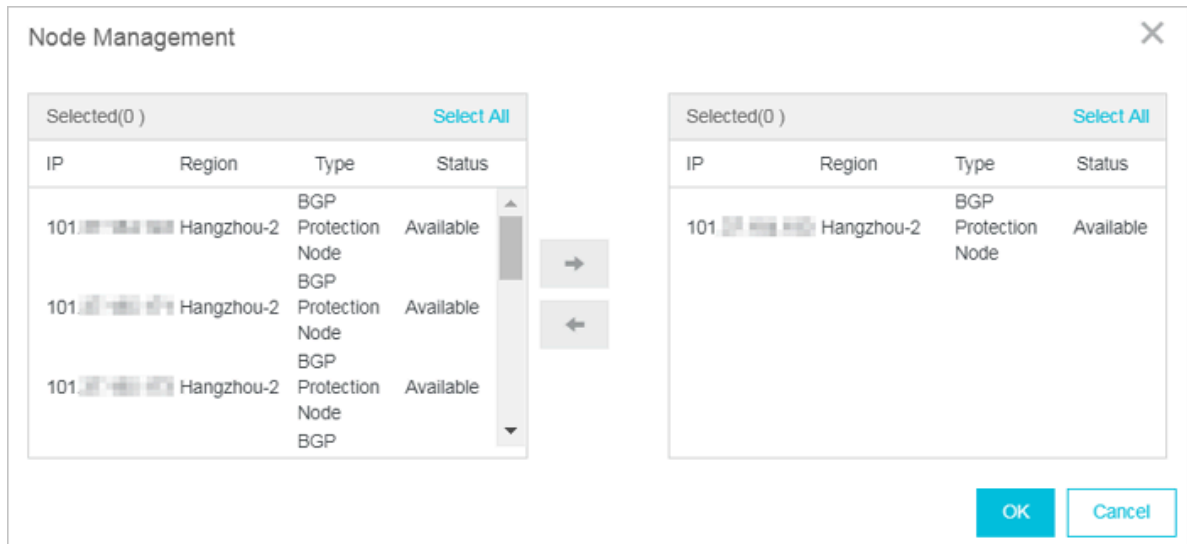 Node Management
Selected(0 ) Select All
IP Region Type Status
101. Hangzhou-2 BGP Protection Node Available
101. Hangzhou-2 BGP Protection Node Available
101. Hangzhou-2 BGP Protection Node Available
BGP
Selected(0 ) Select All
IP Region Type Status
101. Hangzhou-2 BGP Protection Node Available
OK Cancel